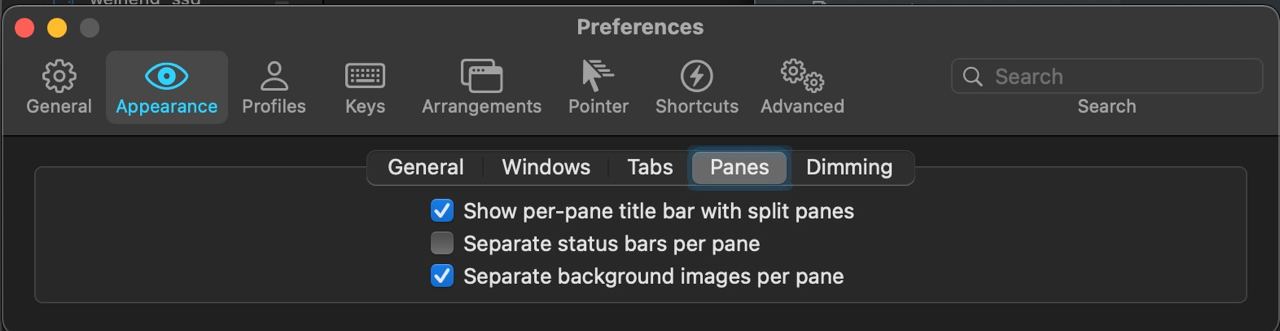 Preferences
General Appearance Profiles Keys Arrangements Pointer Shortcuts Advanced Search
Search
General Windows Tabs Panes Dimming
Show per-pane title bar with split panes
Separate status bars per pane
Separate background images per pane